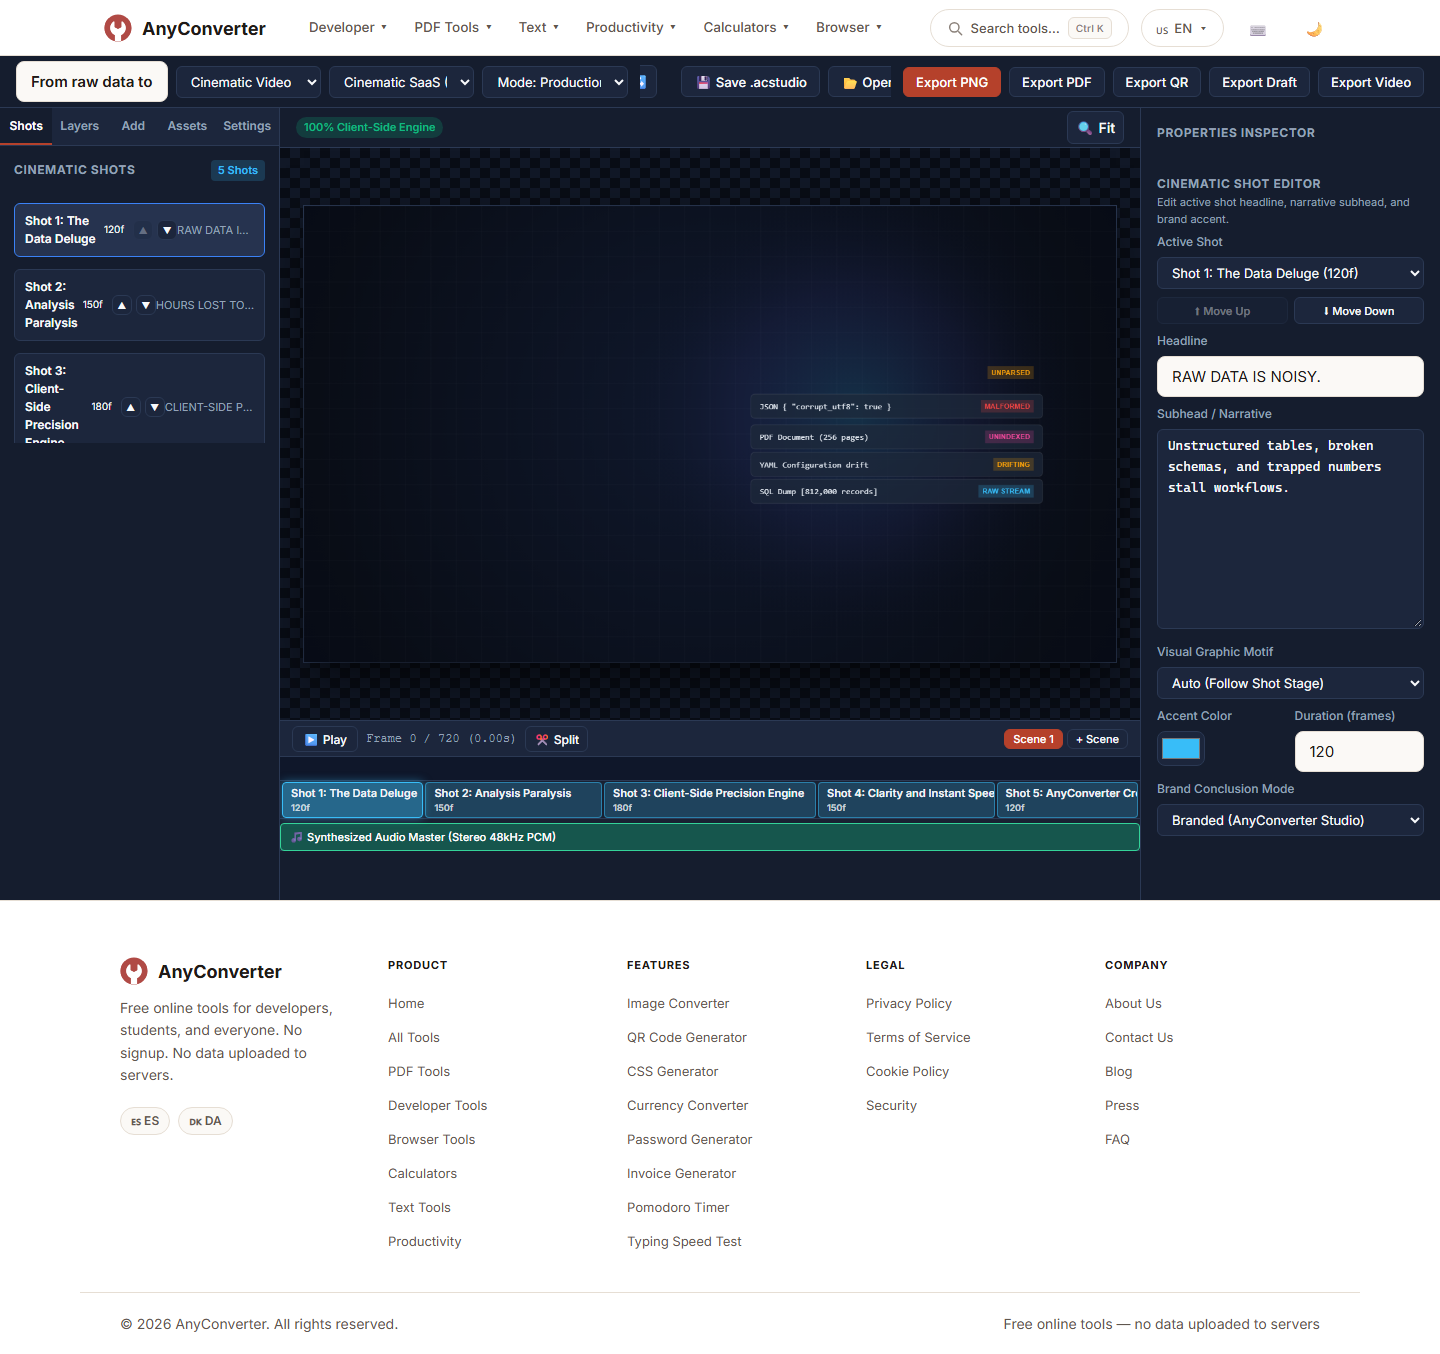 AnyConverter
Developer ▾ PDF Tools ▾ Text ▾ Productivity ▾ Calculators ▾ Browser ▾
Search tools... Ctrl K
US EN ▾
From raw data to
Cinematic Video
Cinematic SaaS (
Mode: Production
Save .acstudio
Open
Export PNG
Export PDF
Export QR
Export Draft
Export Video
Shots Layers Add Assets Settings
CINEMATIC SHOTS
5 Shots
Shot 1: The Data Deluge 120f ▲ ▼ RAW DATA I...
Shot 2: Analysis Paralysis 150f ▲ ▼ HOURS LOST TO...
Shot 3: Client-Side Precision Engine 180f ▲ ▼ CLIENT-SIDE P...
100% Client-Side Engine
Fit
UNPARSED
JSON { "corrupt_utf8": true } MALFORMED
PDF Document (256 pages) UNINDEXED
YAML Configuration drift DRIFTING
SQL Dump [812,000 records] RAW STREAM
Play
Frame 0 / 720 (0.00s)
Split
Scene 1
+ Scene
Shot 1: The Data Deluge
120f
Shot 2: Analysis Paralysis
150f
Shot 3: Client-Side Precision Engine
180f
Shot 4: Clarity and Instant Spee
150f
Shot 5: AnyConverter Cr
120f
Synthesized Audio Master (Stereo 48kHz PCM)
PROPERTIES INSPECTOR
CINEMATIC SHOT EDITOR
Edit active shot headline, narrative subhead, and
brand accent.
Active Shot
Shot 1: The Data Deluge (120f)
⬆ Move Up
⬇ Move Down
Headline
RAW DATA IS NOISY.
Subhead / Narrative
Unstructured tables, broken
schemas, and trapped numbers
stall workflows.
Visual Graphic Motif
Auto (Follow Shot Stage)
Accent Color
Duration (frames)
120
Brand Conclusion Mode
Branded (AnyConverter Studio)
AnyConverter
Free online tools for developers,
students, and everyone. No
signup. No data uploaded to
servers.
ES ES
DK DA
PRODUCT
Home
All Tools
PDF Tools
Developer Tools
Browser Tools
Calculators
Text Tools
Productivity
FEATURES
Image Converter
QR Code Generator
CSS Generator
Currency Converter
Password Generator
Invoice Generator
Pomodoro Timer
Typing Speed Test
LEGAL
Privacy Policy
Terms of Service
Cookie Policy
Security
COMPANY
About Us
Contact Us
Blog
Press
FAQ
© 2026 AnyConverter. All rights reserved.
Free online tools — no data uploaded to servers